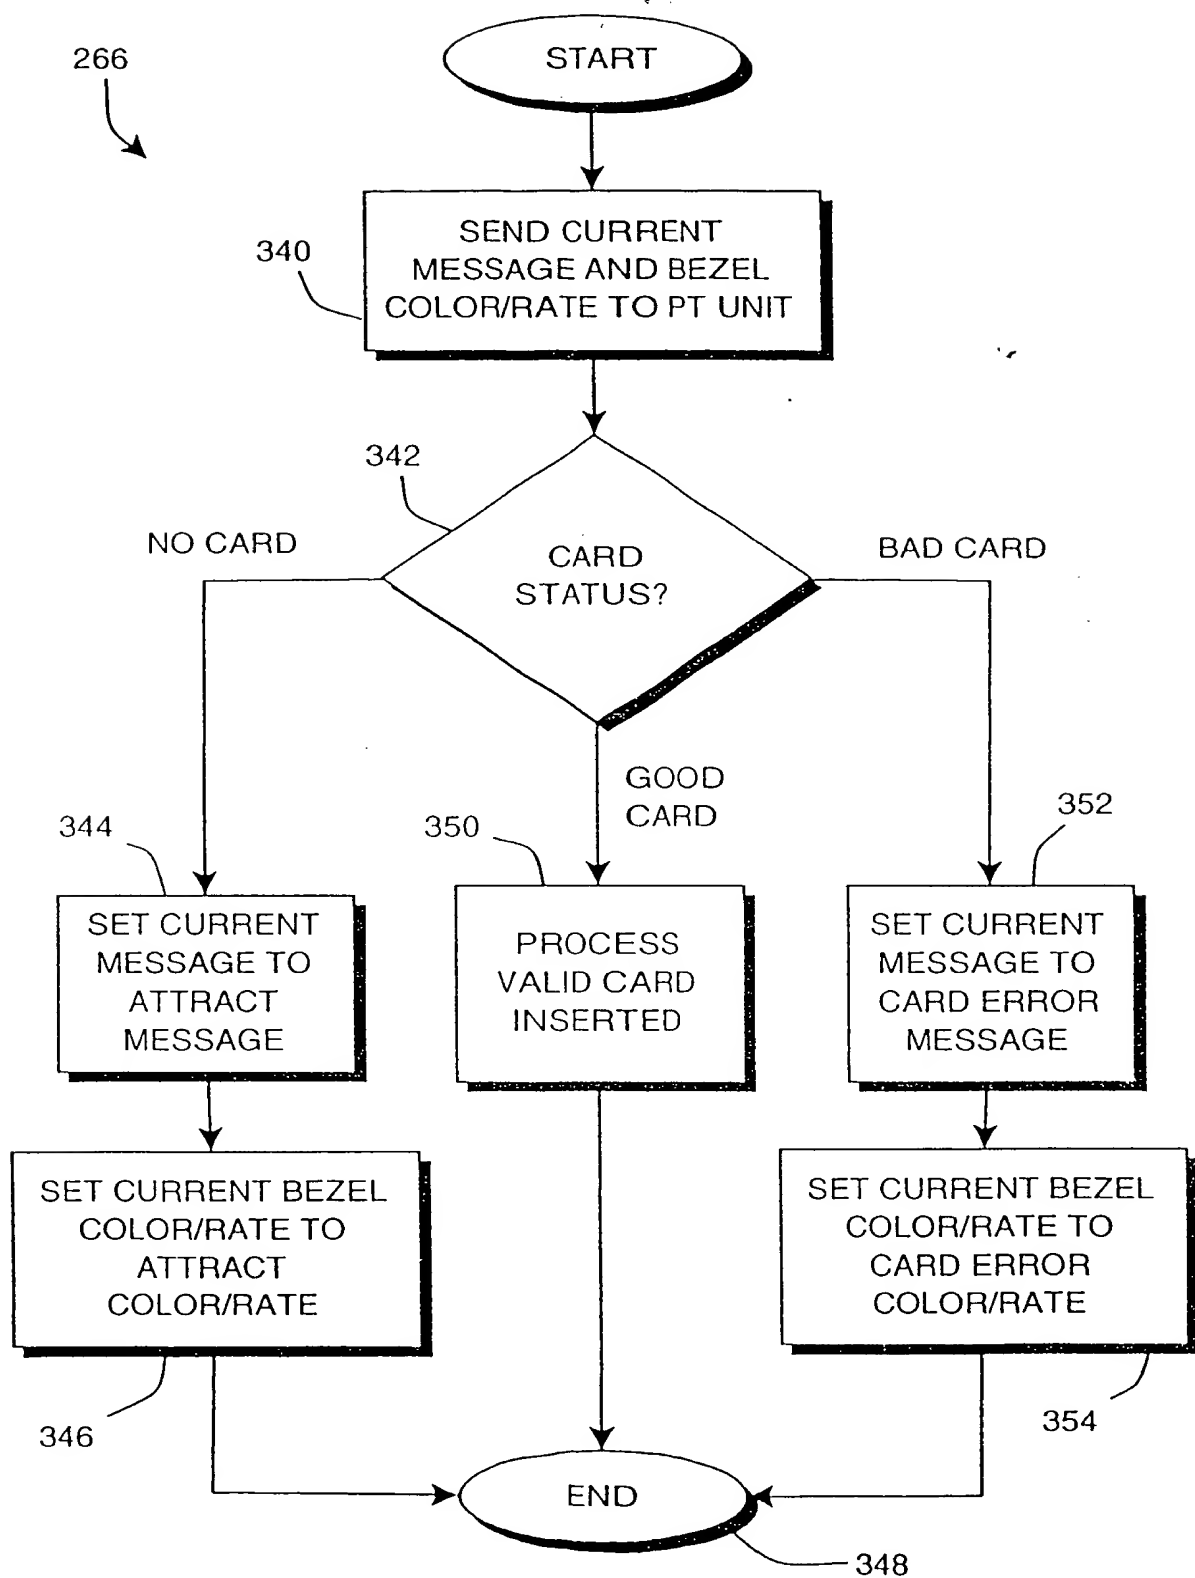 266
START
340
SEND CURRENT
MESSAGE AND BEZEL
COLOR/RATE TO PT UNIT
342
NO CARD
CARD
STATUS?
BAD CARD
GOOD
CARD
344
350
352
SET CURRENT
MESSAGE TO
ATTRACT
MESSAGE
PROCESS
VALID CARD
INSERTED
SET CURRENT
MESSAGE TO
CARD ERROR
MESSAGE
SET CURRENT BEZEL
COLOR/RATE TO
ATTRACT
COLOR/RATE
SET CURRENT BEZEL
COLOR/RATE TO
CARD ERROR
COLOR/RATE
346
354
END
348